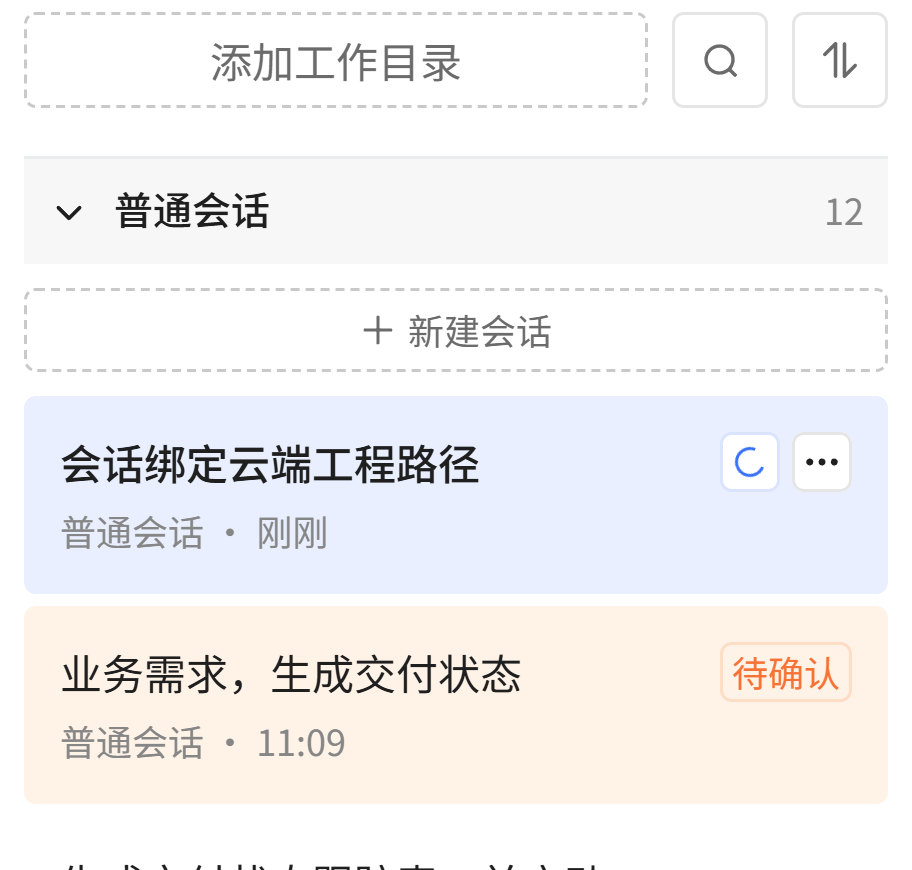 添加工作目录
普通会话 12
新建会话
会话绑定云端工程路径
普通会话 · 刚刚
业务需求，生成交付状态 待确认
普通会话 · 11:09